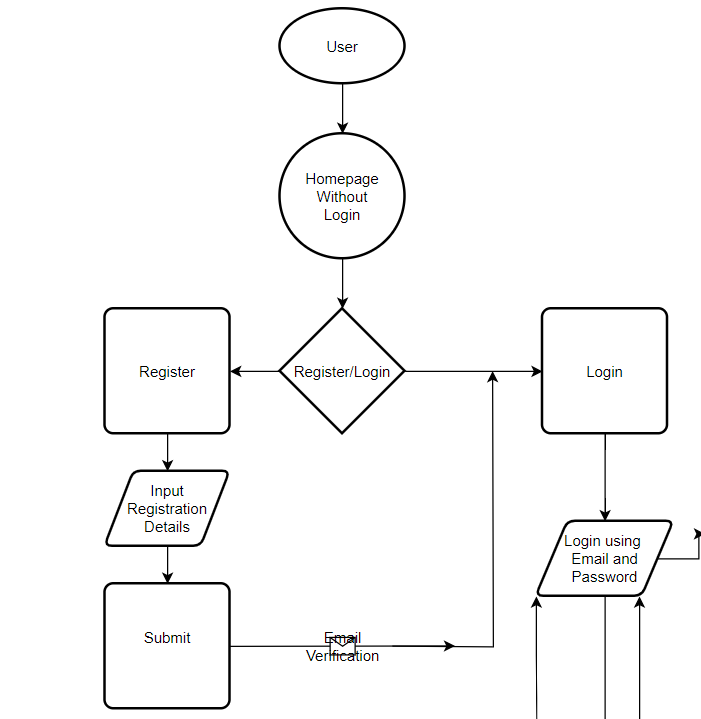 User
Homepage
Without
Login
Register
Register/Login
Login
Input
Registration
Details
Login using
Email and
Password
Submit
Email
Verification